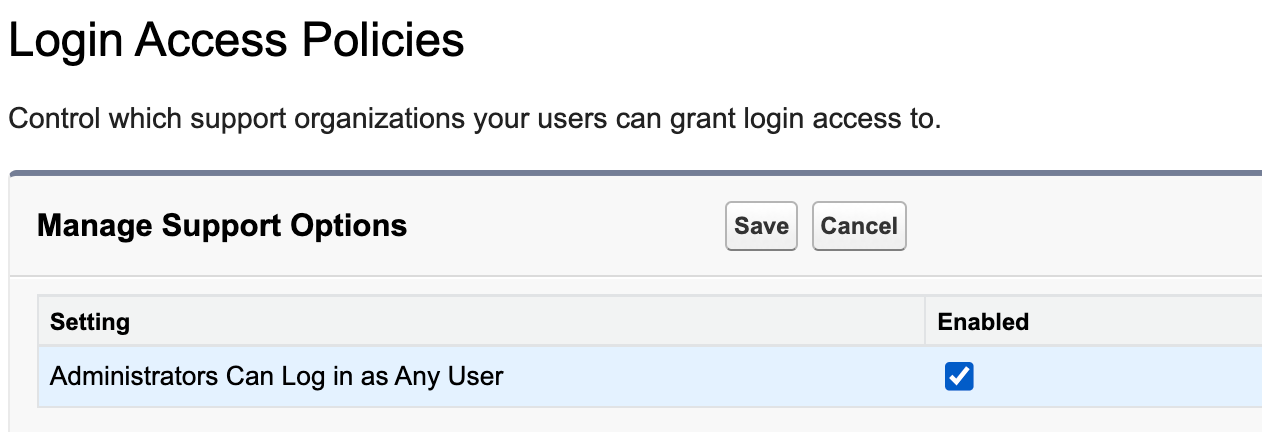 Login Access Policies
Control which support organizations your users can grant login access to.
Manage Support Options Save Cancel
Setting Enabled
Administrators Can Log in as Any User